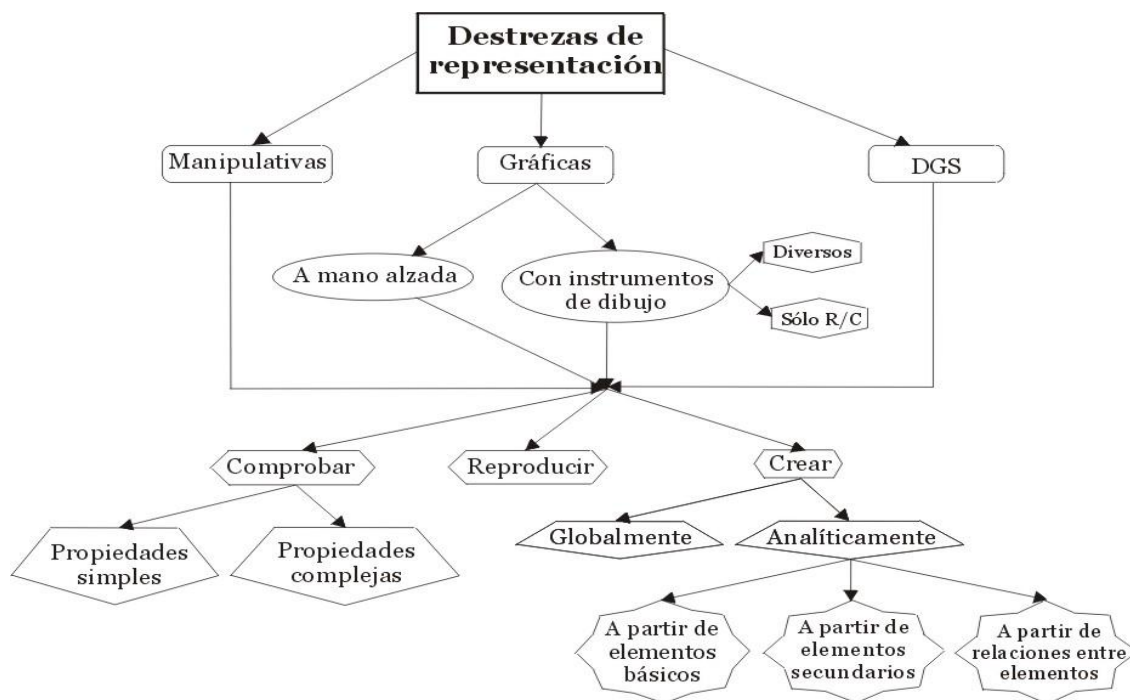 Destrezas de
representación
Manipulativas
Gráficas
DGS
A mano alzada
Con instrumentos
de dibujo
Diversos
Sólo R/C
Comprobar
Reproducir
Crear
Propiedades
simples
Propiedades
complejas
Globalmente
Analíticamente
A partir de
elementos
básicos
A partir de
elementos
secundarios
A partir de
relaciones entre
elementos